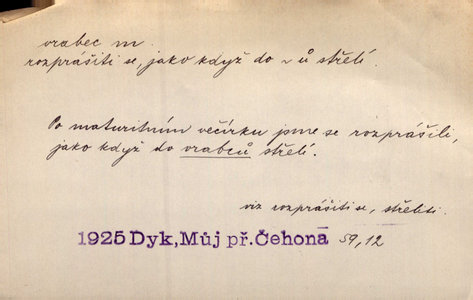 vrabec m.
rozprášiti se, jako když do ~ů střelí.
Po maturitním večírku jsme se rozprášili,
jako když do vrabců střelí.
viz rozprášiti se, střeliti.
1925 Dyk, Můj př. Čehona 59, 12